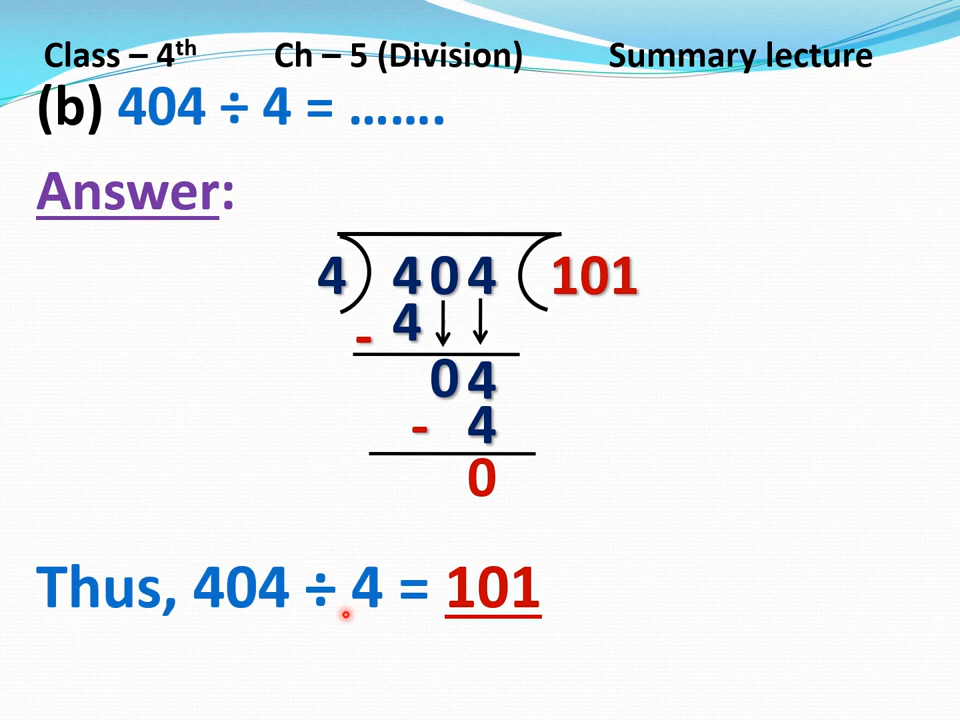 Class – 4th Ch – 5 (Division) Summary lecture
(b) 404 ÷ 4 = …….
Answer:
4 404 101
- 4
04
- 4
0
Thus, 404 ÷ 4 = 101